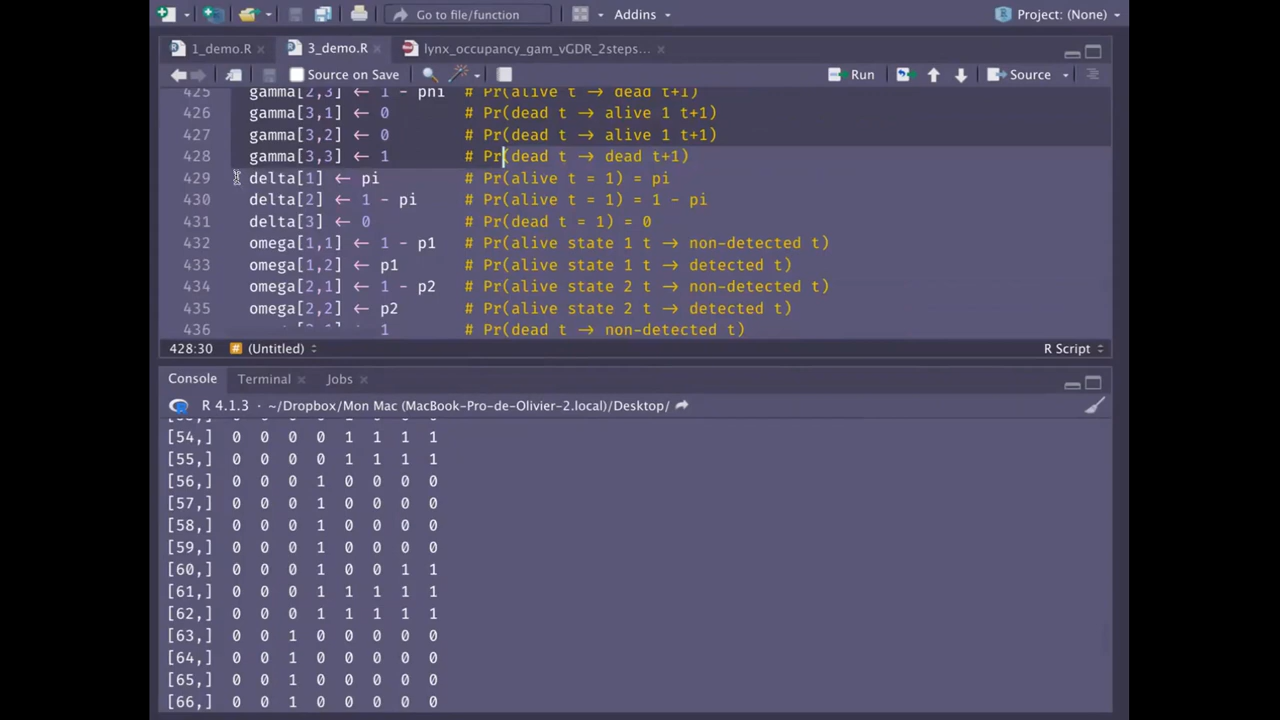 Go to file/function
Addins
Project: (None)
1_demo.R
3_demo.R
lynx_occupancy_gam_vGDR_2steps...
Source on Save
Run
Source
425 gamma[2,3] ← 1 - phi # Pr(alive t → dead t+1)
426 gamma[3,1] ← 0 # Pr(dead t → alive 1 t+1)
427 gamma[3,2] ← 0 # Pr(dead t → alive 1 t+1)
428 gamma[3,3] ← 1 # Pr(dead t → dead t+1)
429 delta[1] ← pi # Pr(alive t = 1) = pi
430 delta[2] ← 1 - pi # Pr(alive t = 1) = 1 - pi
431 delta[3] ← 0 # Pr(dead t = 1) = 0
432 omega[1,1] ← 1 - p1 # Pr(alive state 1 t → non-detected t)
433 omega[1,2] ← p1 # Pr(alive state 1 t → detected t)
434 omega[2,1] ← 1 - p2 # Pr(alive state 2 t → non-detected t)
435 omega[2,2] ← p2 # Pr(alive state 2 t → detected t)
436 1 # Pr(dead t → non-detected t)
428:30
# (Untitled)
R Script
Console
Terminal
Jobs
R 4.1.3 · ~/Dropbox/Mon Mac (MacBook-Pro-de-Olivier-2.local)/Desktop/
[54,] 0 0 0 0 1 1 1 1
[55,] 0 0 0 0 1 1 1 1
[56,] 0 0 0 1 0 0 0 0
[57,] 0 0 0 1 0 0 0 0
[58,] 0 0 0 1 0 0 0 0
[59,] 0 0 0 1 0 0 0 0
[60,] 0 0 0 1 0 0 1 1
[61,] 0 0 0 1 1 1 1 1
[62,] 0 0 0 1 1 1 1 1
[63,] 0 0 1 0 0 0 0 0
[64,] 0 0 1 0 0 0 0 0
[65,] 0 0 1 0 0 0 0 0
[66,] 0 0 1 0 0 0 0 0